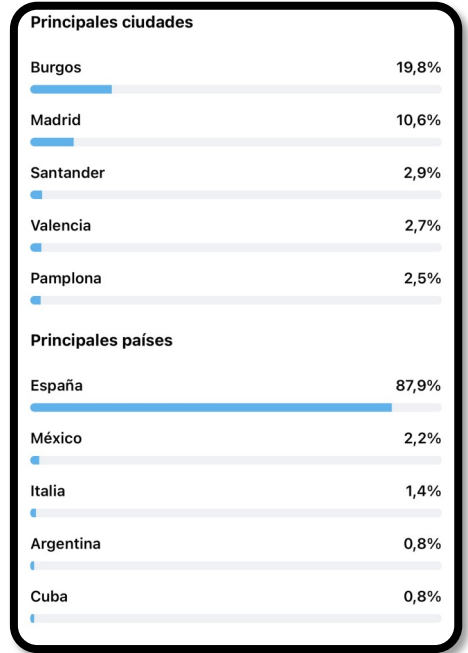 Principales ciudades
Burgos 19,8%
Madrid 10,6%
Santander 2,9%
Valencia 2,7%
Pamplona 2,5%
Principales países
España 87,9%
México 2,2%
Italia 1,4%
Argentina 0,8%
Cuba 0,8%